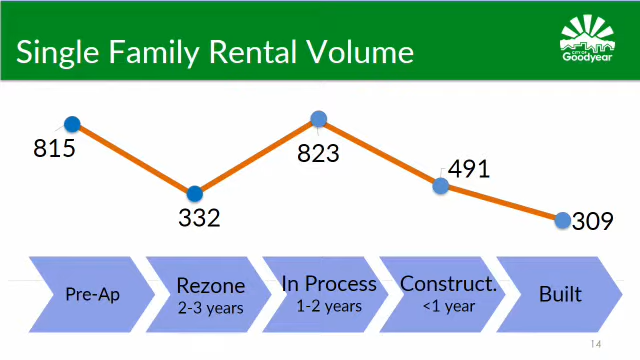 Single Family Rental Volume
CITY OF
Goodyear
815
332
823
491
309
Pre-Ap
Rezone
2-3 years
In Process
1-2 years
Construct.
<1 year
Built
14